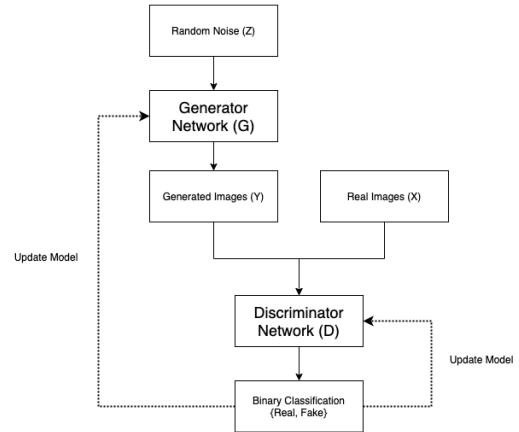 Random Noise (Z)
Generator
Network (G)
Generated Images (Y)
Real Images (X)
Update Model
Discriminator
Network (D)
Update Model
Binary Classification
{Real, Fake}